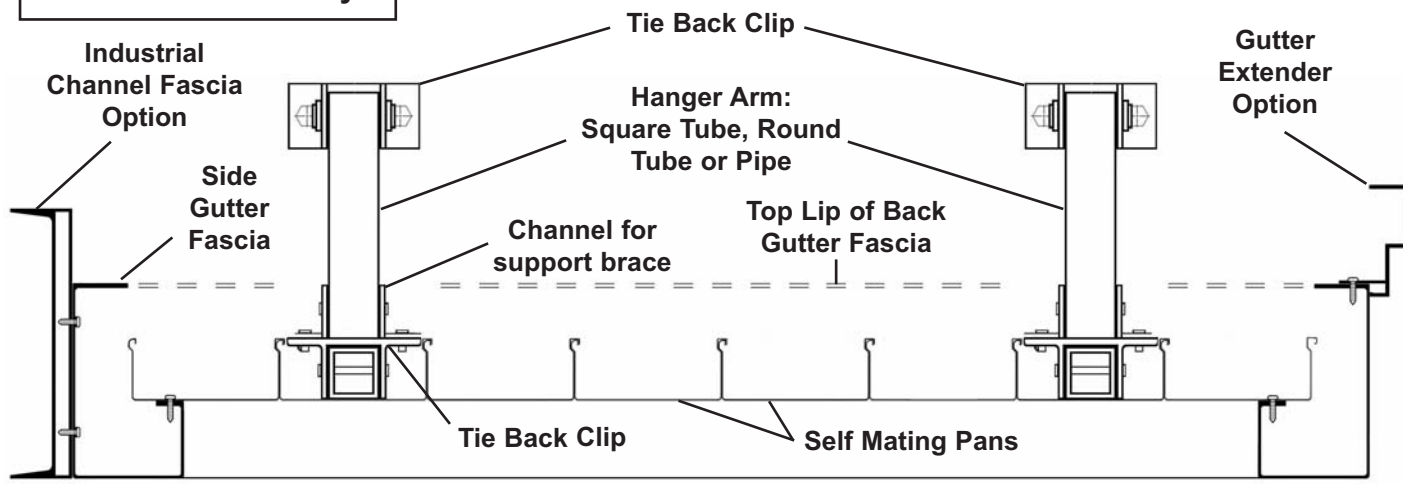 Tie Back Clip
Industrial
Channel Fascia
Option
Gutter
Extender
Option
Hanger Arm:
Square Tube, Round
Tube or Pipe
Side
Gutter
Fascia
Channel for
support brace
Top Lip of Back
Gutter Fascia
Tie Back Clip
Self Mating Pans